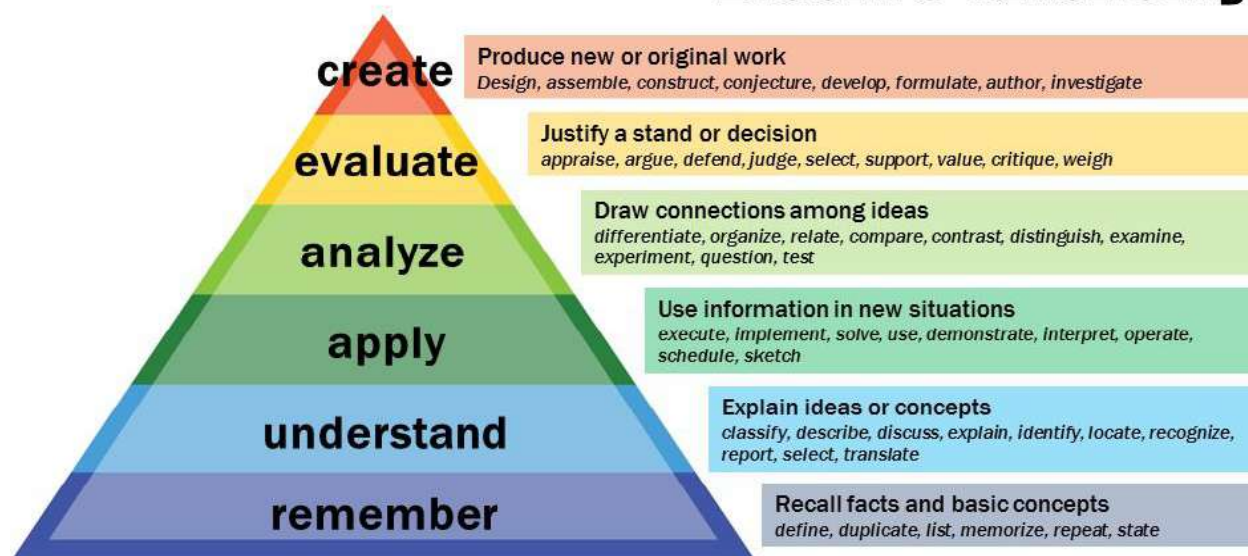 create
Produce new or original work
Design, assemble, construct, conjecture, develop, formulate, author, investigate
evaluate
Justify a stand or decision
appraise, argue, defend, judge, select, support, value, critique, weigh
analyze
Draw connections among ideas
differentiate, organize, relate, compare, contrast, distinguish, examine,
experiment, question, test
apply
Use information in new situations
execute, implement, solve, use, demonstrate, interpret, operate,
schedule, sketch
understand
Explain ideas or concepts
classify, describe, discuss, explain, identify, locate, recognize,
report, select, translate
remember
Recall facts and basic concepts
define, duplicate, list, memorize, repeat, state